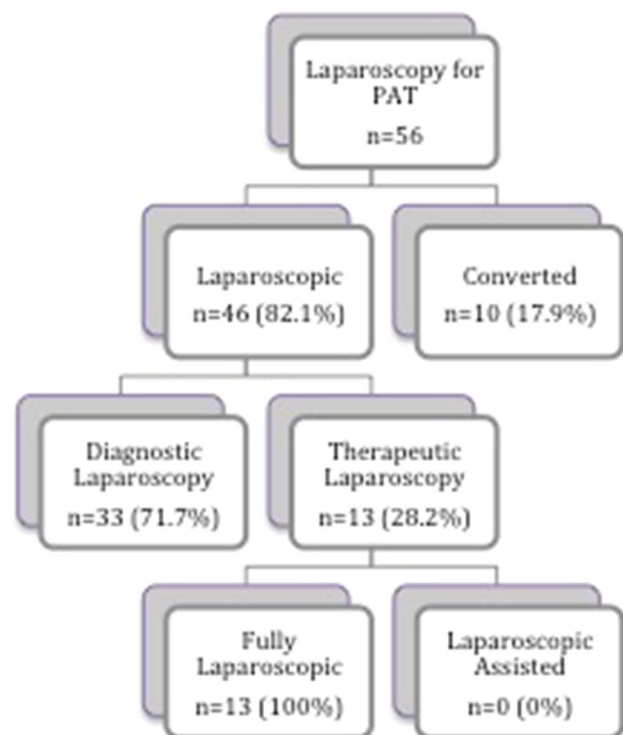 Laparoscopy for
PAT
n=56
Laparoscopic
n=46 (82.1%)
Converted
n=10 (17.9%)
Diagnostic
Laparoscopy
n=33 (71.7%)
Therapeutic
Laparoscopy
n=13 (28.2%)
Fully
Laparoscopic
n=13 (100%)
Laparoscopic
Assisted
n=0 (0%)